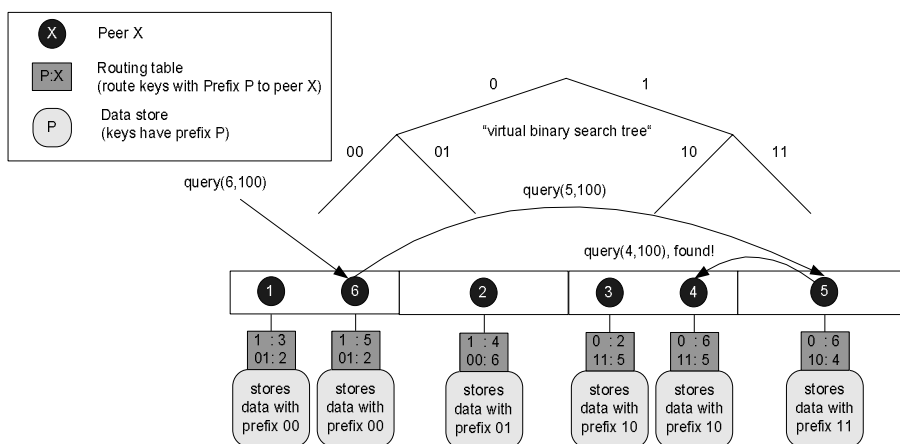 X
Peer X
P:X
Routing table
(route keys with Prefix P to peer X)
P
Data store
(keys have prefix P)
0
1
"virtual binary search tree"
00
01
10
11
query(6,100)
query(5,100)
query(4,100), found!
1
6
2
3
4
5
1 : 3
01: 2
1 : 5
01: 2
1 : 4
00: 6
0 : 2
11: 5
0 : 6
11: 5
0 : 6
10: 4
stores
data with
prefix 00
stores
data with
prefix 00
stores
data with
prefix 01
stores
data with
prefix 10
stores
data with
prefix 10
stores
data with
prefix 11